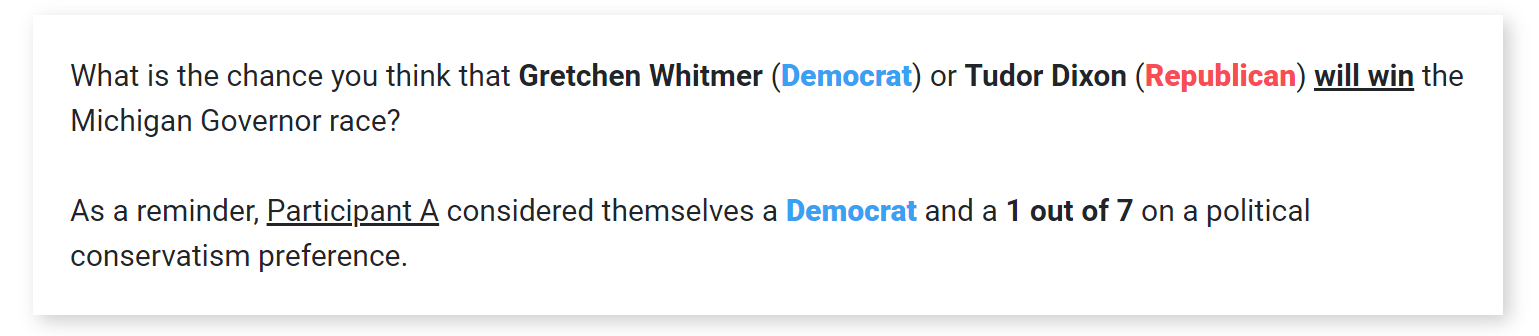 What is the chance you think that Gretchen Whitmer (Democrat) or Tudor Dixon (Republican) will win the
Michigan Governor race?
As a reminder, Participant A considered themselves a Democrat and a 1 out of 7 on a political
conservatism preference.